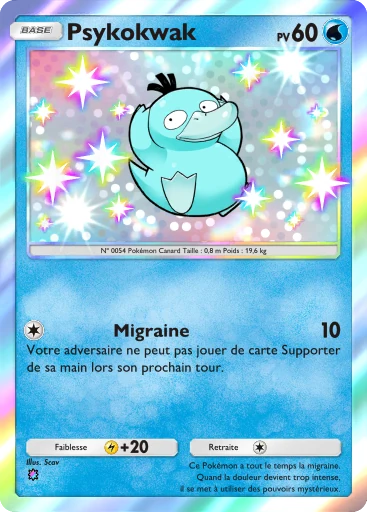 BASE
Psykokwak
PV 60
N° 0054 Pokémon Canard Taille : 0,8 m Poids : 19,6 kg
Migraine 10
Votre adversaire ne peut pas jouer de carte Supporter
de sa main lors son prochain tour.
Faiblesse +20
Retraite
Illus. Scav
Ce Pokémon a tout le temps la migraine.
Quand la douleur devient trop intense,
il se met à utiliser des pouvoirs mystérieux.